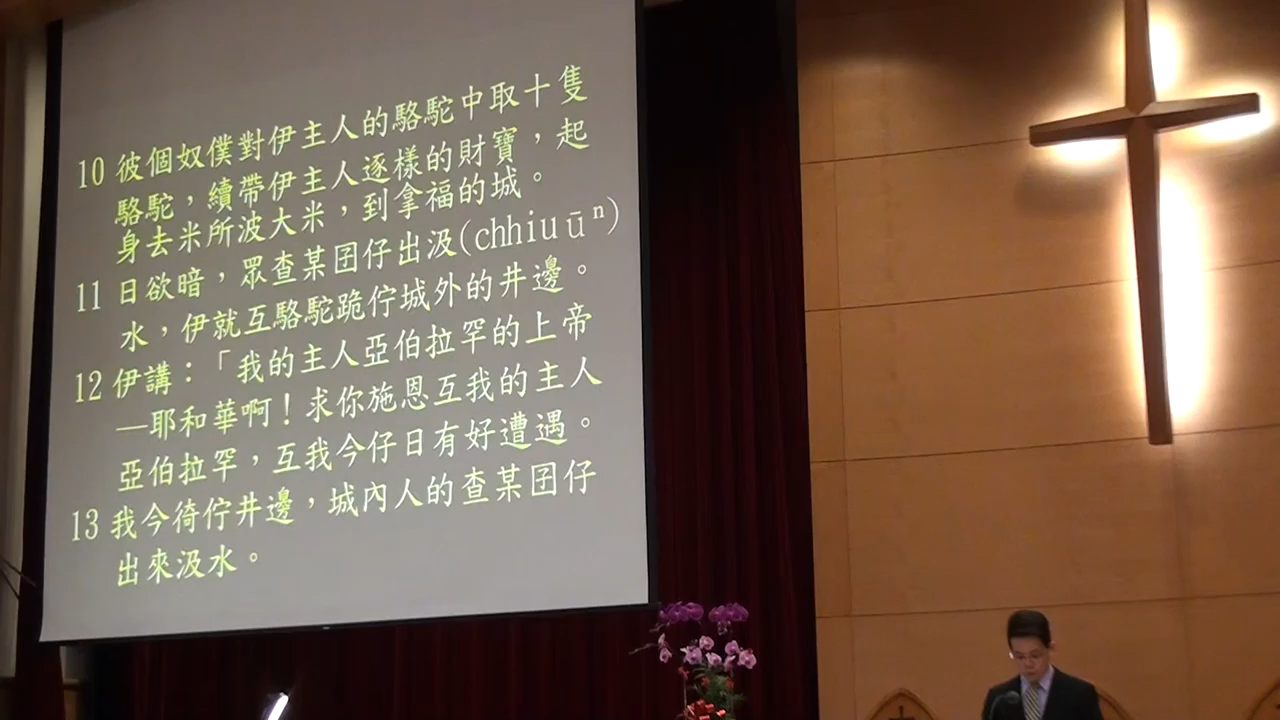 10 彼個奴僕對伊主人的駱駝中取十隻
駱駝，續帶伊主人逐樣的財寶，起
身去米所波大米，到拿福的城。
11 日欲暗，眾查某囝仔出汲(chhiuūⁿ)
水，伊就互駱駝跪佇城外的井邊。
12 伊講：「我的主人亞伯拉罕的上帝
—耶和華啊！求你施恩互我的主人
亞伯拉罕，互我今仔日有好遭遇。
13 我今徛佇井邊，城內人的查某囝仔
出來汲水。